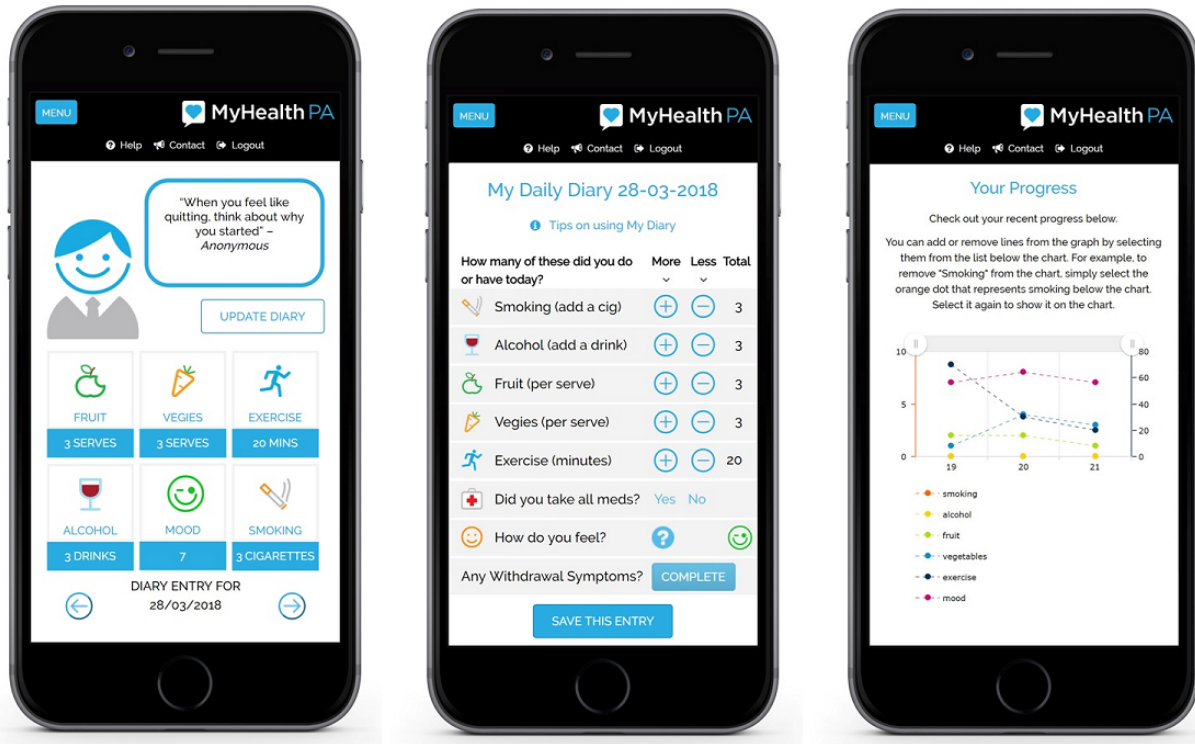 MENU
MyHealth PA
Help Contact Logout
"When you feel like
quitting, think about why
you started" –
Anonymous
UPDATE DIARY
FRUIT VEGIES EXERCISE
3 SERVES 3 SERVES 20 MINS
ALCOHOL MOOD SMOKING
3 DRINKS 7 3 CIGARETTES
DIARY ENTRY FOR
28/03/2018
MENU
MyHealth PA
Help Contact Logout
My Daily Diary 28-03-2018
Tips on using My Diary
How many of these did you do More Less Total
or have today?
Smoking (add a cig) 3
Alcohol (add a drink) 3
Fruit (per serve) 3
Vegies (per serve) 3
Exercise (minutes) 20
Did you take all meds? Yes No
How do you feel? ?
Any Withdrawal Symptoms? COMPLETE
SAVE THIS ENTRY
MENU
MyHealth PA
Help Contact Logout
Your Progress
Check out your recent progress below.
You can add or remove lines from the graph by selecting
them from the list below the chart. For example, to
remove "Smoking" from the chart, simply select the
orange dot that represents smoking below the chart.
Select it again to show it on the chart.
10 80
60
5 40
20
0 0
19 20 21
smoking
alcohol
fruit
vegetables
exercise
mood